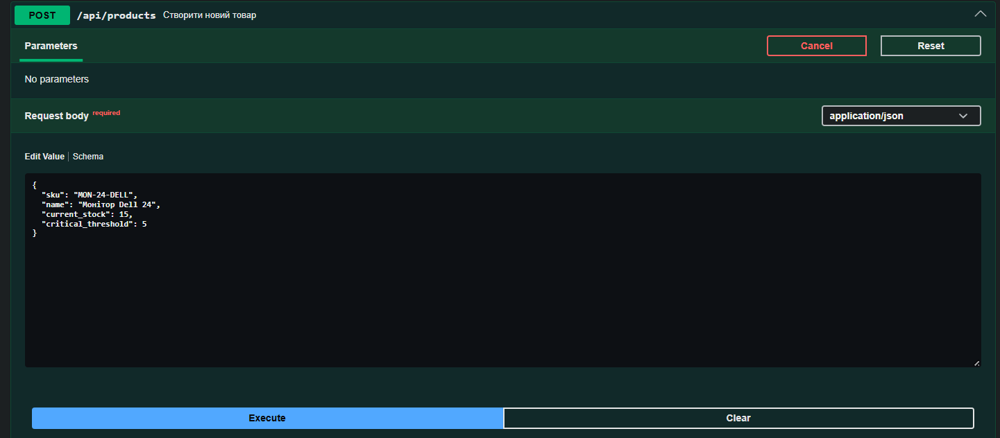 POST /api/products Створити новий товар
Parameters Cancel Reset
No parameters
Request body required application/json
Edit Value | Schema
{
  "sku": "MON-24-DELL",
  "name": "Монітор Dell 24",
  "current_stock": 15,
  "critical_threshold": 5
}
Execute Clear